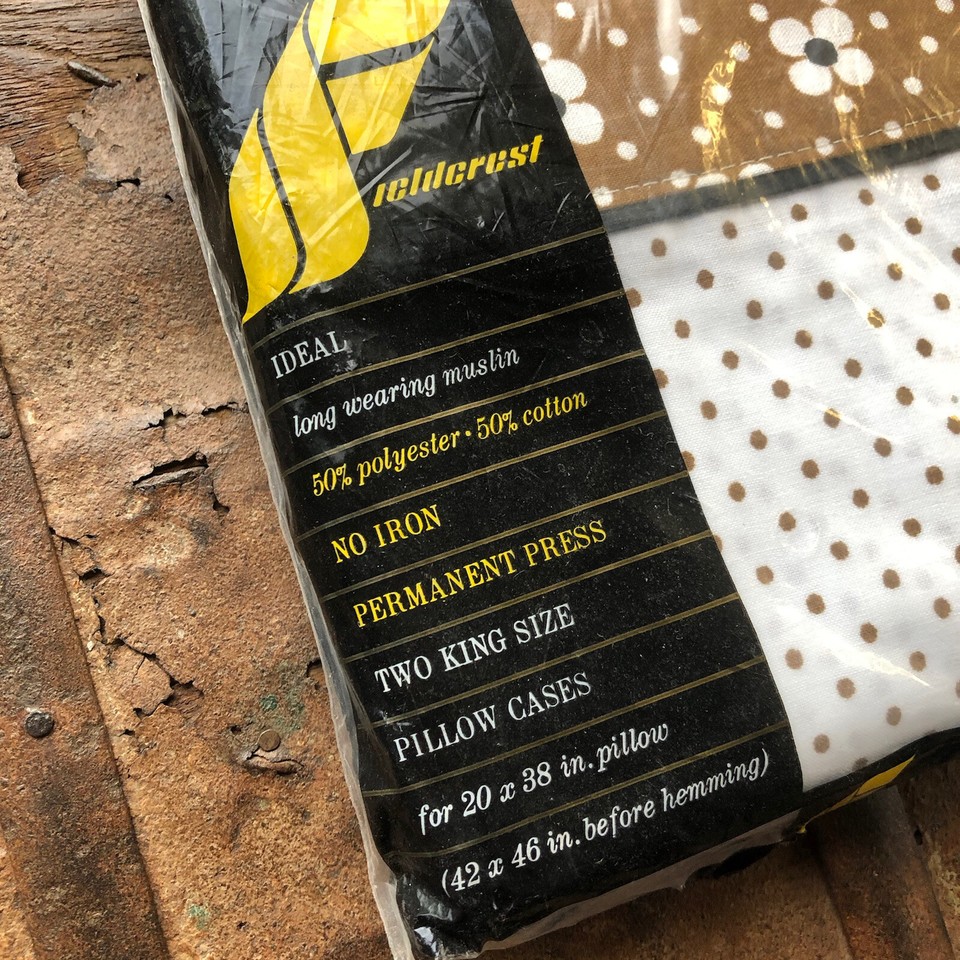 Fieldcrest
IDEAL
long wearing muslin
50% polyester · 50% cotton
NO IRON
PERMANENT PRESS
TWO KING SIZE
PILLOW CASES
for 20 x 38 in. pillow
(42 x 46 in. before hemming)